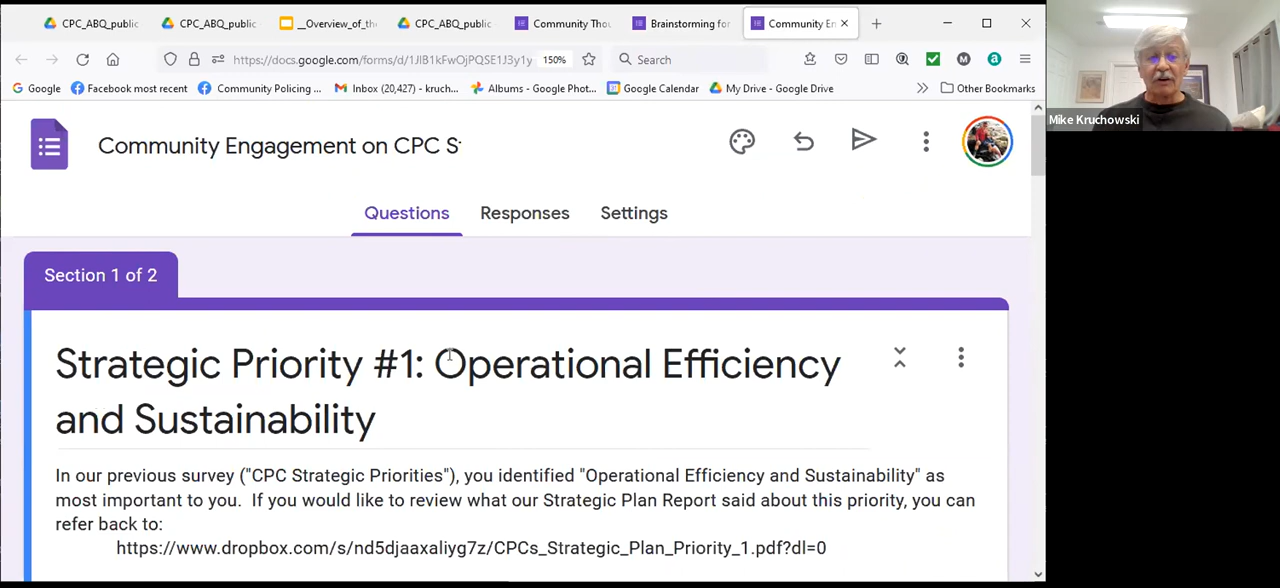 CPC_ABQ_public
CPC_ABQ_public
__Overview_of_the
CPC_ABQ_public
Community Thou
Brainstorming for
Community En
https://docs.google.com/forms/d/1JlB1kFwOjPQSE1J3y1y
150%
Search
Google
Facebook most recent
Community Policing ...
Inbox (20,427) - kruch...
Albums - Google Phot...
Google Calendar
My Drive - Google Drive
Other Bookmarks
Mike Kruchowski
Community Engagement on CPC S
Questions
Responses
Settings
Section 1 of 2
Strategic Priority #1: Operational Efficiency
and Sustainability
In our previous survey ("CPC Strategic Priorities"), you identified "Operational Efficiency and Sustainability" as
most important to you. If you would like to review what our Strategic Plan Report said about this priority, you can
refer back to:
https://www.dropbox.com/s/nd5djaaxaliyg7z/CPCs_Strategic_Plan_Priority_1.pdf?dl=0